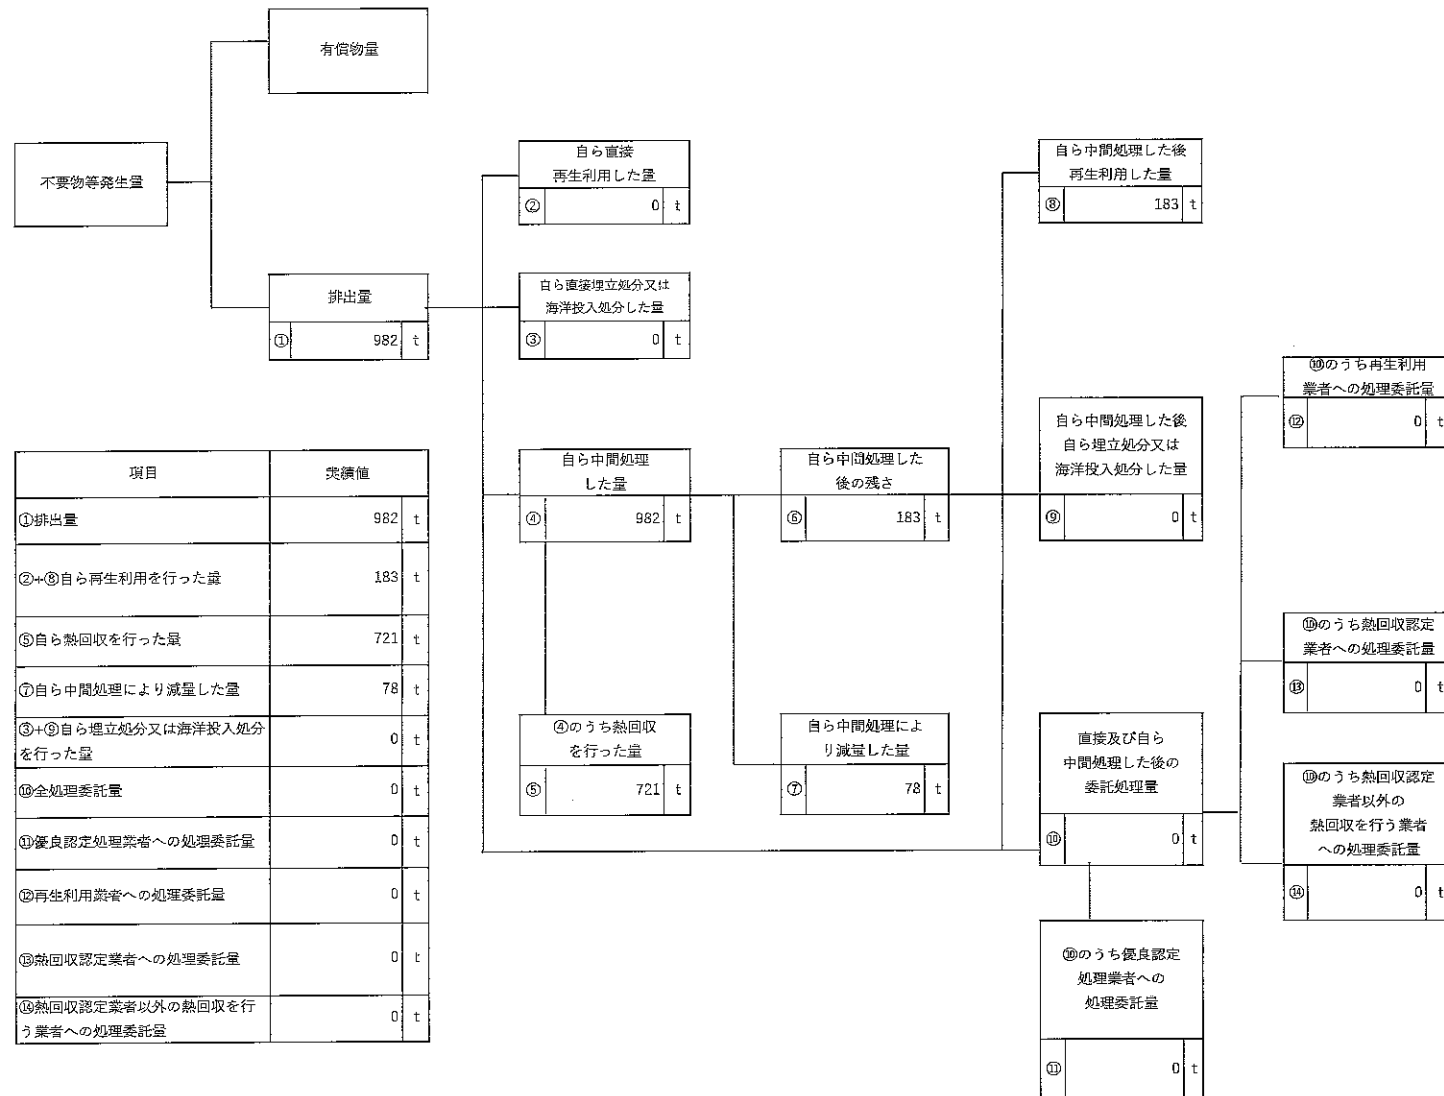 有償物量
不要物等発生量
排出量
① 982 t
自ら直接
再生利用した量
② 0 t
自ら直接埋立処分又は
海洋投入処分した量
③ 0 t
自ら中間処理
した量
④ 982 t
④のうち熱回収
を行った量
⑤ 721 t
自ら中間処理した
後の残さ
⑥ 183 t
自ら中間処理によ
り減量した量
⑦ 78 t
自ら中間処理した後
再生利用した量
⑧ 183 t
自ら中間処理した後
自ら埋立処分又は
海洋投入処分した量
⑨ 0 t
直接及び自ら
中間処理した後の
委託処理量
⑩ 0 t
⑩のうち優良認定
処理業者への
処理委託量
⑪ 0 t
⑩のうち再生利用
業者への処理委託量
⑫ 0 t
⑩のうち熱回収認定
業者への処理委託量
⑬ 0 t
⑩のうち熱回収認定
業者以外の
熱回収を行う業者
への処理委託量
⑭ 0 t
項目 実績値
①排出量 982 t
②+⑧自ら再生利用を行った量 183 t
⑤自ら熱回収を行った量 721 t
⑦自ら中間処理により減量した量 78 t
③+⑨自ら埋立処分又は海洋投入処分
を行った量 0 t
⑩全処理委託量 0 t
⑪優良認定処理業者への処理委託量 0 t
⑫再生利用業者への処理委託量 0 t
⑬熱回収認定業者への処理委託量 0 t
⑭熱回収認定業者以外の熱回収を行
う業者への処理委託量 0 t